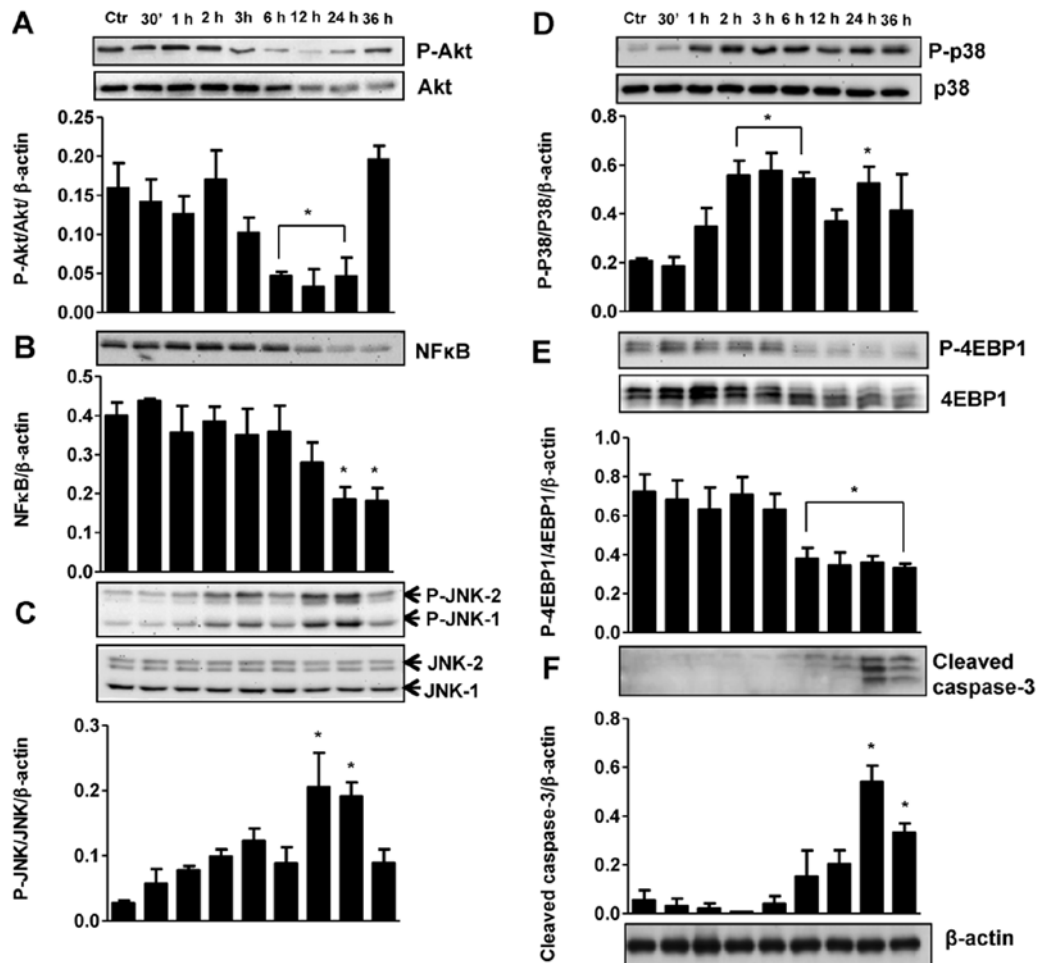 A
Ctr 30' 1 h 2 h 3h 6 h 12 h 24 h 36 h
P-Akt
Akt
P-Akt/Akt/ β-actin
0.25
0.20
0.15
0.10
0.05
0.00
*
B
NFκB
NFκB/β-actin
0.5
0.4
0.3
0.2
0.1
0.0
* *
C
P-JNK-2
P-JNK-1
JNK-2
JNK-1
P-JNK/JNK/β-actin
0.3
0.2
0.1
0.0
* *
D
Ctr 30' 1 h 2 h 3 h 6 h 12 h 24 h 36 h
P-p38
p38
P-P38/P38/β-actin
0.8
0.6
0.4
0.2
0.0
* *
E
P-4EBP1
4EBP1
P-4EBP1/4EBP1/β-actin
1.0
0.8
0.6
0.4
0.2
0.0
*
F
Cleaved
caspase-3
Cleaved caspase-3/β-actin
0.8
0.6
0.4
0.2
0.0
* *
β-actin